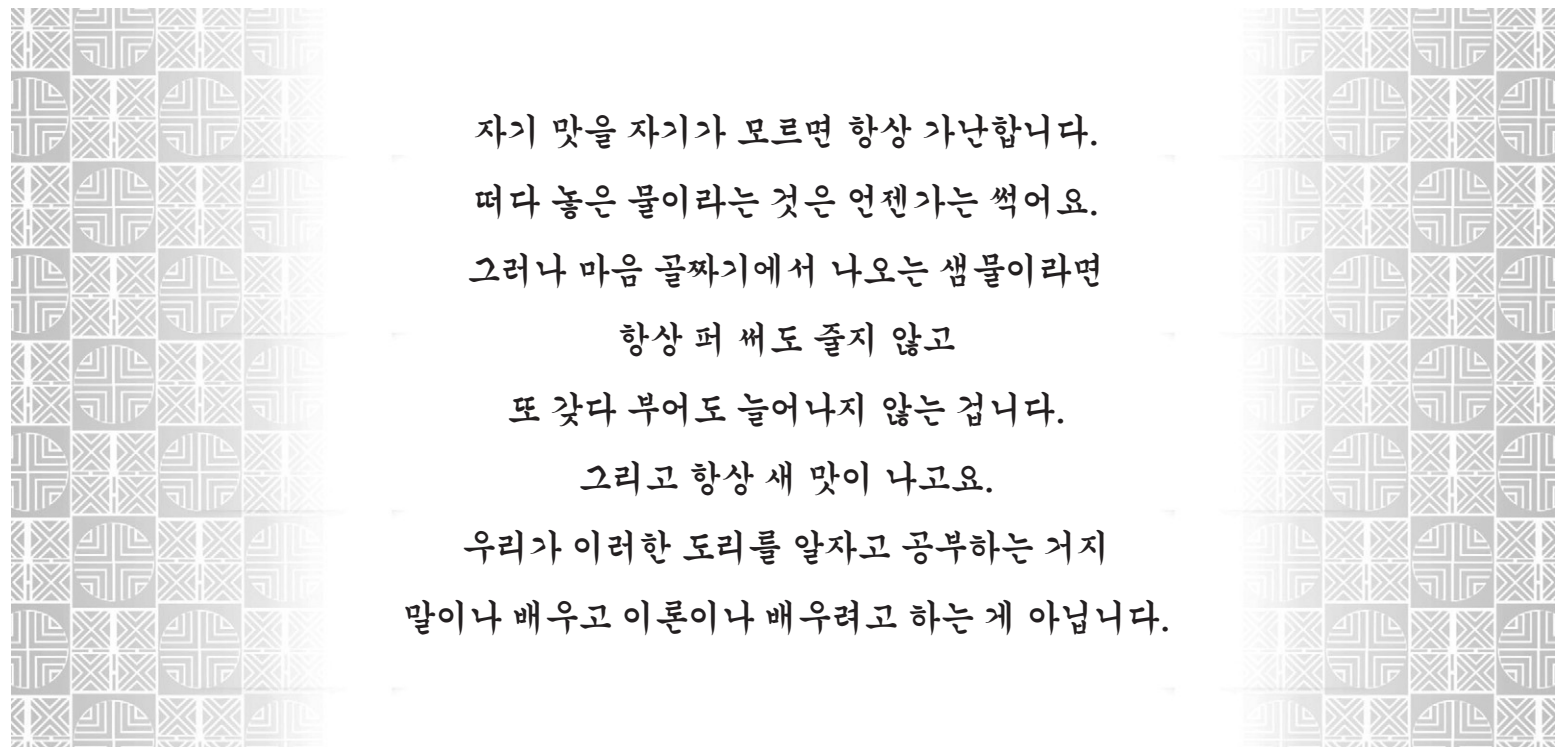 자기 맛을 자기가 모르면 항상 가난합니다.
떠다 놓은 물이라는 것은 언젠가는 썩어요.
그러나 마음 골짜기에서 나오는 샘물이라면
항상 퍼 써도 줄지 않고
또 갖다 부어도 늘어나지 않는 겁니다.
그리고 항상 새 맛이 나고요.
우리가 이러한 도리를 알자고 공부하는 거지
말이나 배우고 이론이나 배우려고 하는 게 아닙니다.